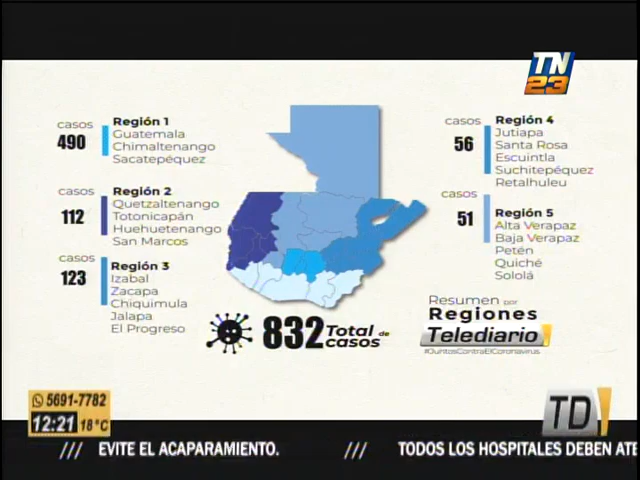 TN
23
casos
490
Región 1
Guatemala
Chimaltenango
Sacatepéquez
casos
112
Región 2
Quetzaltenango
Totonicapán
Huehuetenango
San Marcos
casos
123
Región 3
Izabal
Zacapa
Chiquimula
Jalapa
El Progreso
casos
56
Región 4
Jutiapa
Santa Rosa
Escuintla
Suchitepéquez
Retalhuleu
casos
51
Región 5
Alta Verapaz
Baja Verapaz
Petén
Quiché
Sololá
832 Total de casos
Resumen por
Regiones
Telediario
#JuntosContraElCoronavirus
5691-7782
12:21 18°C
TD
/// EVITE EL ACAPARAMIENTO. /// TODOS LOS HOSPITALES DEBEN ATE